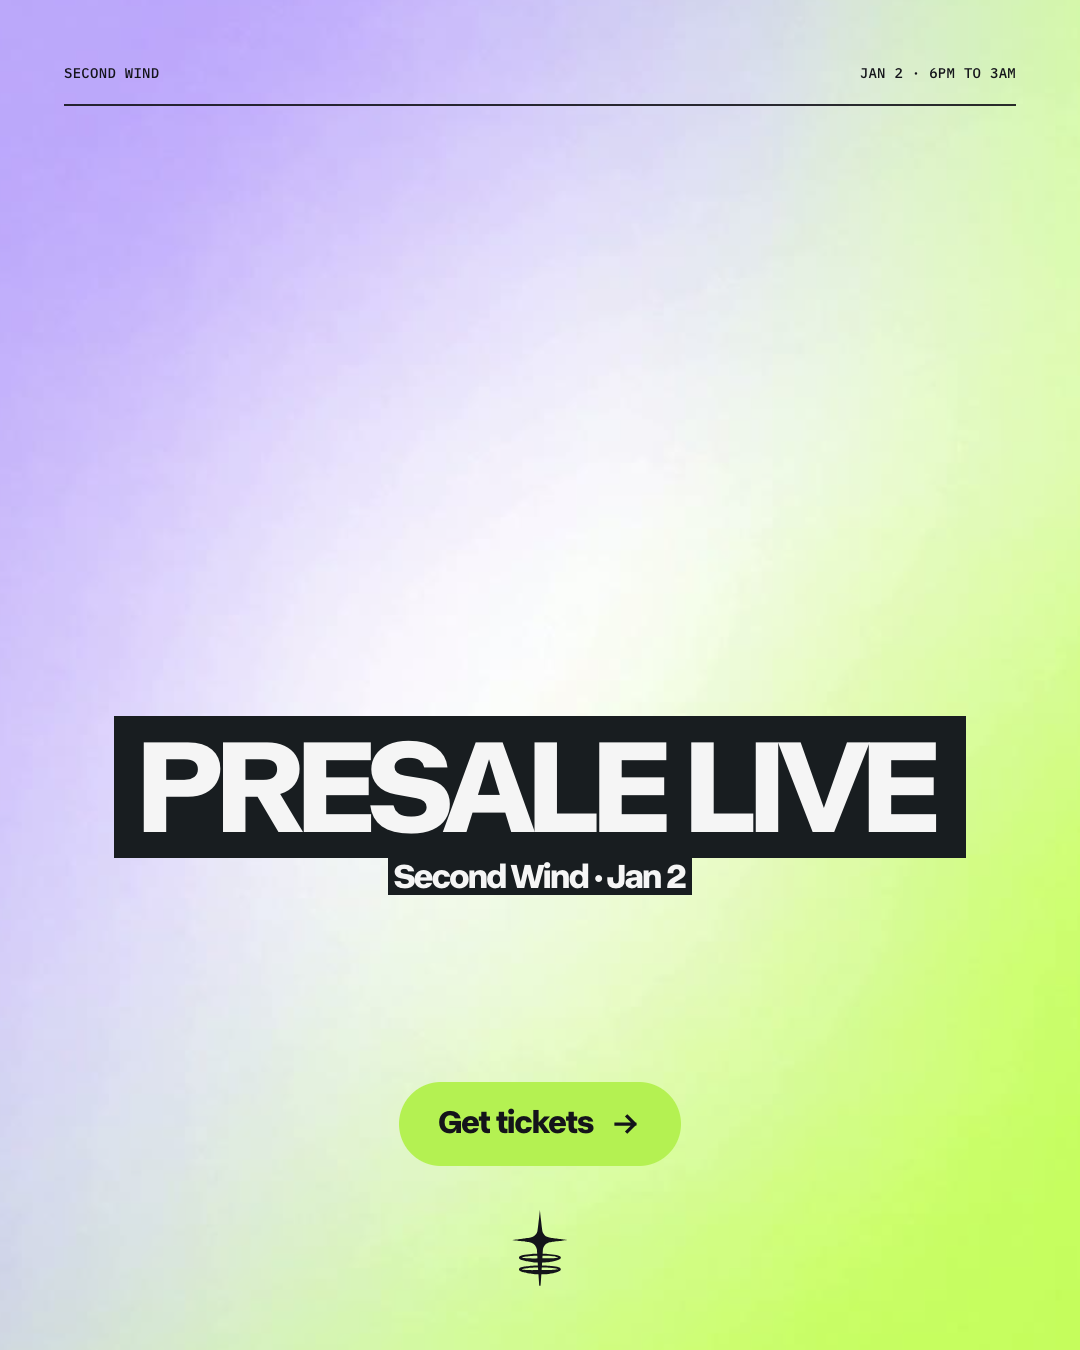 SECOND WIND
JAN 2 · 6PM TO 3AM
PRESALE LIVE
Second Wind · Jan 2
Get tickets →